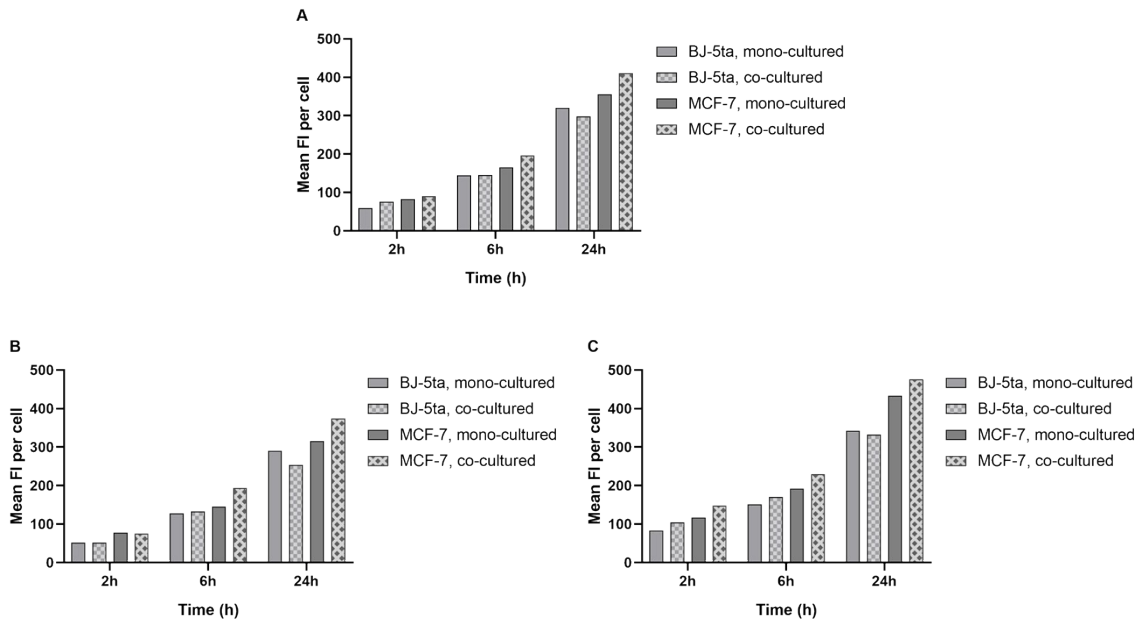 A
500
400
300
200
100
0
Mean FI per cell
2h 6h 24h
Time (h)
BJ-5ta, mono-cultured
BJ-5ta, co-cultured
MCF-7, mono-cultured
MCF-7, co-cultured
B
500
400
300
200
100
0
Mean FI per cell
2h 6h 24h
Time (h)
BJ-5ta, mono-cultured
BJ-5ta, co-cultured
MCF-7, mono-cultured
MCF-7, co-cultured
C
500
400
300
200
100
0
Mean FI per cell
2h 6h 24h
Time (h)
BJ-5ta, mono-cultured
BJ-5ta, co-cultured
MCF-7, mono-cultured
MCF-7, co-cultured